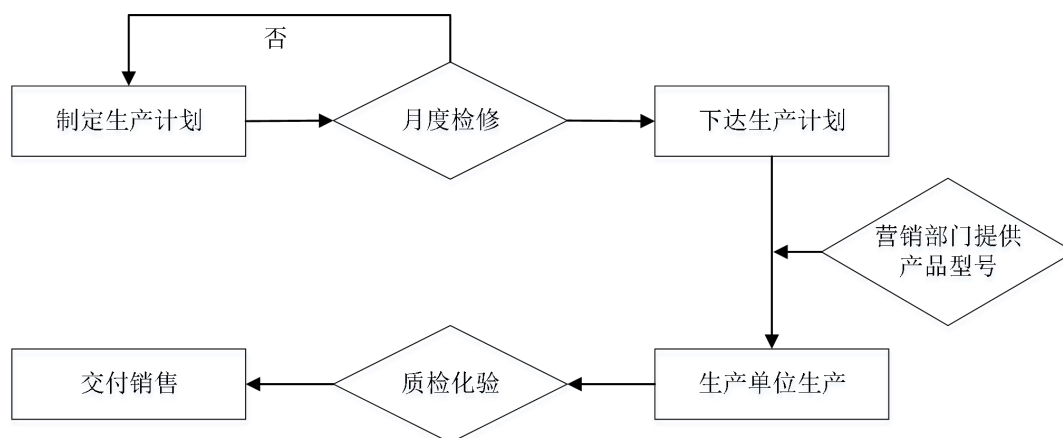 否
制定生产计划
月度检修
下达生产计划
营销部门提供
产品型号
交付销售
质检化验
生产单位生产